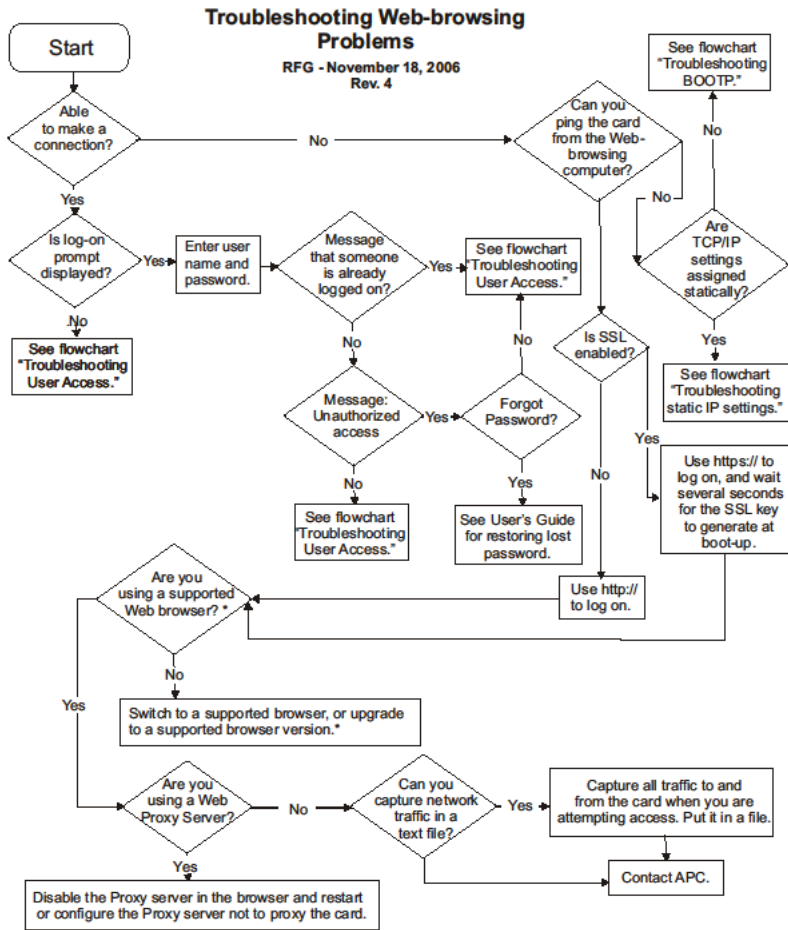 Troubleshooting Web-browsing
Problems
RFG - November 18, 2006
Rev. 4
Start
Able
to make a
connection?
No
Can you
ping the card
from the Web-
browsing
computer?
See flowchart
"Troubleshooting
BOOTP."
No
No
Are
TCP/IP
settings
assigned
statically?
Yes
See flowchart
"Troubleshooting
static IP settings."
Yes
Is log-on
prompt
displayed?
Yes
Enter user
name and
password.
Message
that someone
is already
logged on?
Yes
See flowchart
"Troubleshooting
User Access."
.No
See flowchart
"Troubleshooting
User Access."
No
Message:
Unauthorized
access
Yes
Forgot
Password?
No
Is SSL
enabled?
Yes
No
No
See flowchart
"Troubleshooting
User Access."
Yes
See User's Guide
for restoring lost
password.
Use https:// to
log on, and wait
several seconds
for the SSL key
to generate at
boot-up.
Use http://
to log on.
Are you
using a supported
Web browser? *
No
Switch to a supported browser, or upgrade
to a supported browser version.*
Yes
Are you
using a Web
Proxy Server?
No
Can you
capture network
traffic in a
text file?
Yes
Capture all traffic to and
from the card when you are
attempting access. Put it in a file.
Yes
Disable the Proxy server in the browser and restart
or configure the Proxy server not to proxy the card.
Contact APC.